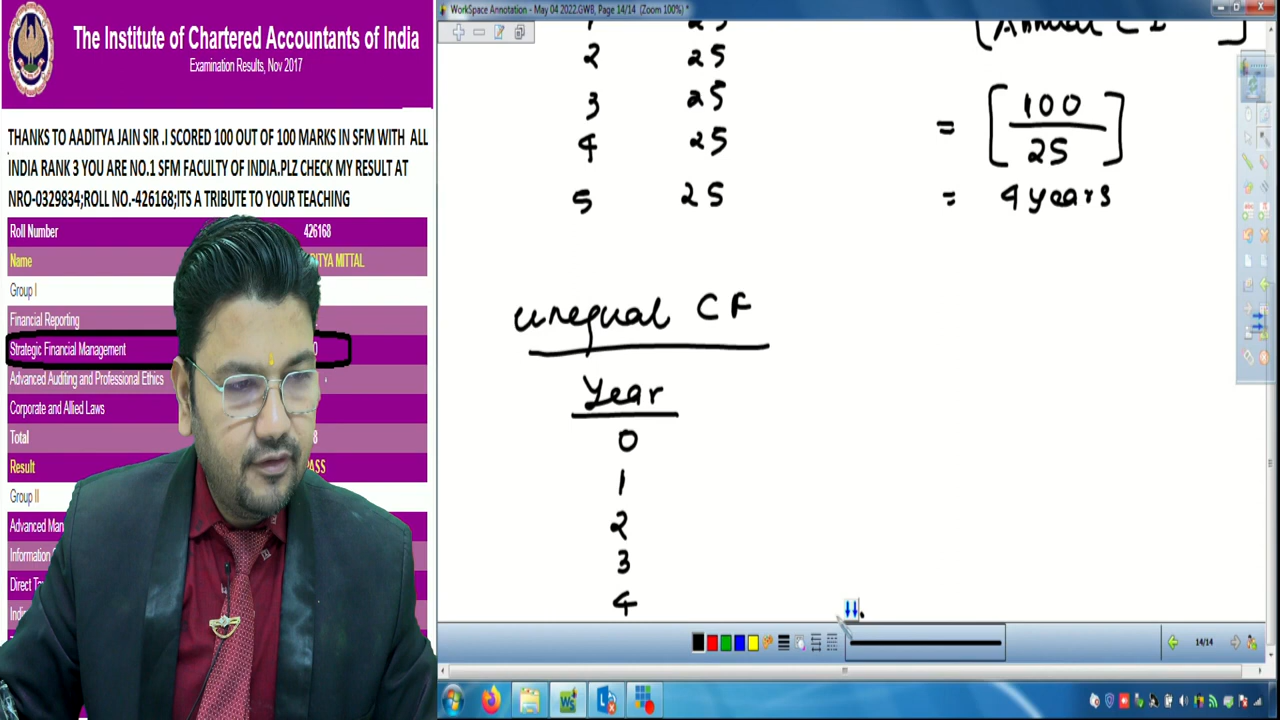 The Institute of Chartered Accountants of India
Examination Results, Nov 2017
THANKS TO AADITYA JAIN SIR .I SCORED 100 OUT OF 100 MARKS IN SFM WITH ALL
INDIA RANK 3 YOU ARE NO.1 SFM FACULTY OF INDIA.PLZ CHECK MY RESULT AT
NRO-0329834;ROLL NO.-426168;ITS A TRIBUTE TO YOUR TEACHING
Roll Number 426168
Name MITTAL
Group I
Financial Reporting
Strategic Financial Management
Advanced Auditing and Professional Ethics
Corporate and Allied Laws
Total
Result PASS
Group II
Advanced
Information
Direct
WorkSpace Annotation - May 04 2022.GWB, Page 14/14 (Zoom 100%) *
2 25
3 25
4 25
5 25
= [100/25]
= 4 years
unequal CF
Year
0
1
2
3
4
14/14